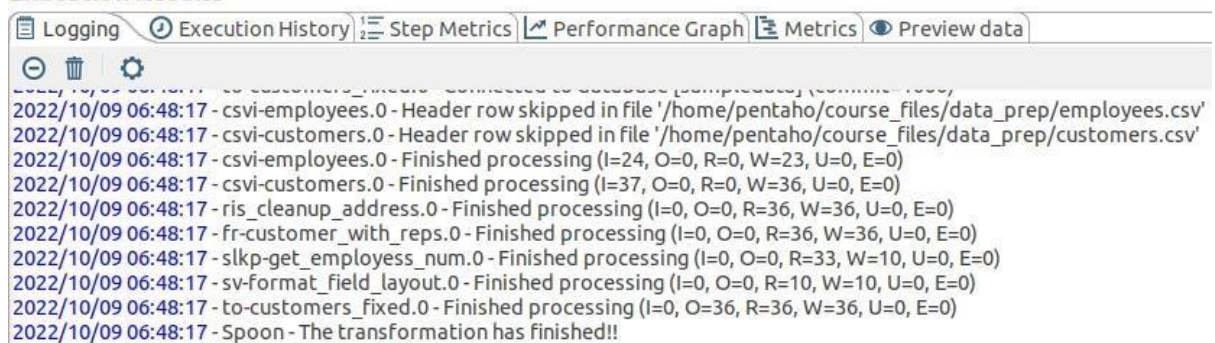 Logging Execution History Step Metrics Performance Graph Metrics Preview data
2022/10/09 06:48:17 - csvi-employees.0 - Header row skipped in file '/home/pentaho/course_files/data_prep/employees.csv'
2022/10/09 06:48:17 - csvi-customers.0 - Header row skipped in file '/home/pentaho/course_files/data_prep/customers.csv'
2022/10/09 06:48:17 - csvi-employees.0 - Finished processing (I=24, O=0, R=0, W=23, U=0, E=0)
2022/10/09 06:48:17 - csvi-customers.0 - Finished processing (I=37, O=0, R=0, W=36, U=0, E=0)
2022/10/09 06:48:17 - ris_cleanup_address.0 - Finished processing (I=0, O=0, R=36, W=36, U=0, E=0)
2022/10/09 06:48:17 - fr-customer_with_reps.0 - Finished processing (I=0, O=0, R=36, W=36, U=0, E=0)
2022/10/09 06:48:17 - slkp-get_employess_num.0 - Finished processing (I=0, O=0, R=33, W=10, U=0, E=0)
2022/10/09 06:48:17 - sv-format_field_layout.0 - Finished processing (I=0, O=0, R=10, W=10, U=0, E=0)
2022/10/09 06:48:17 - to-customers_fixed.0 - Finished processing (I=0, O=36, R=36, W=36, U=0, E=0)
2022/10/09 06:48:17 - Spoon - The transformation has finished!!